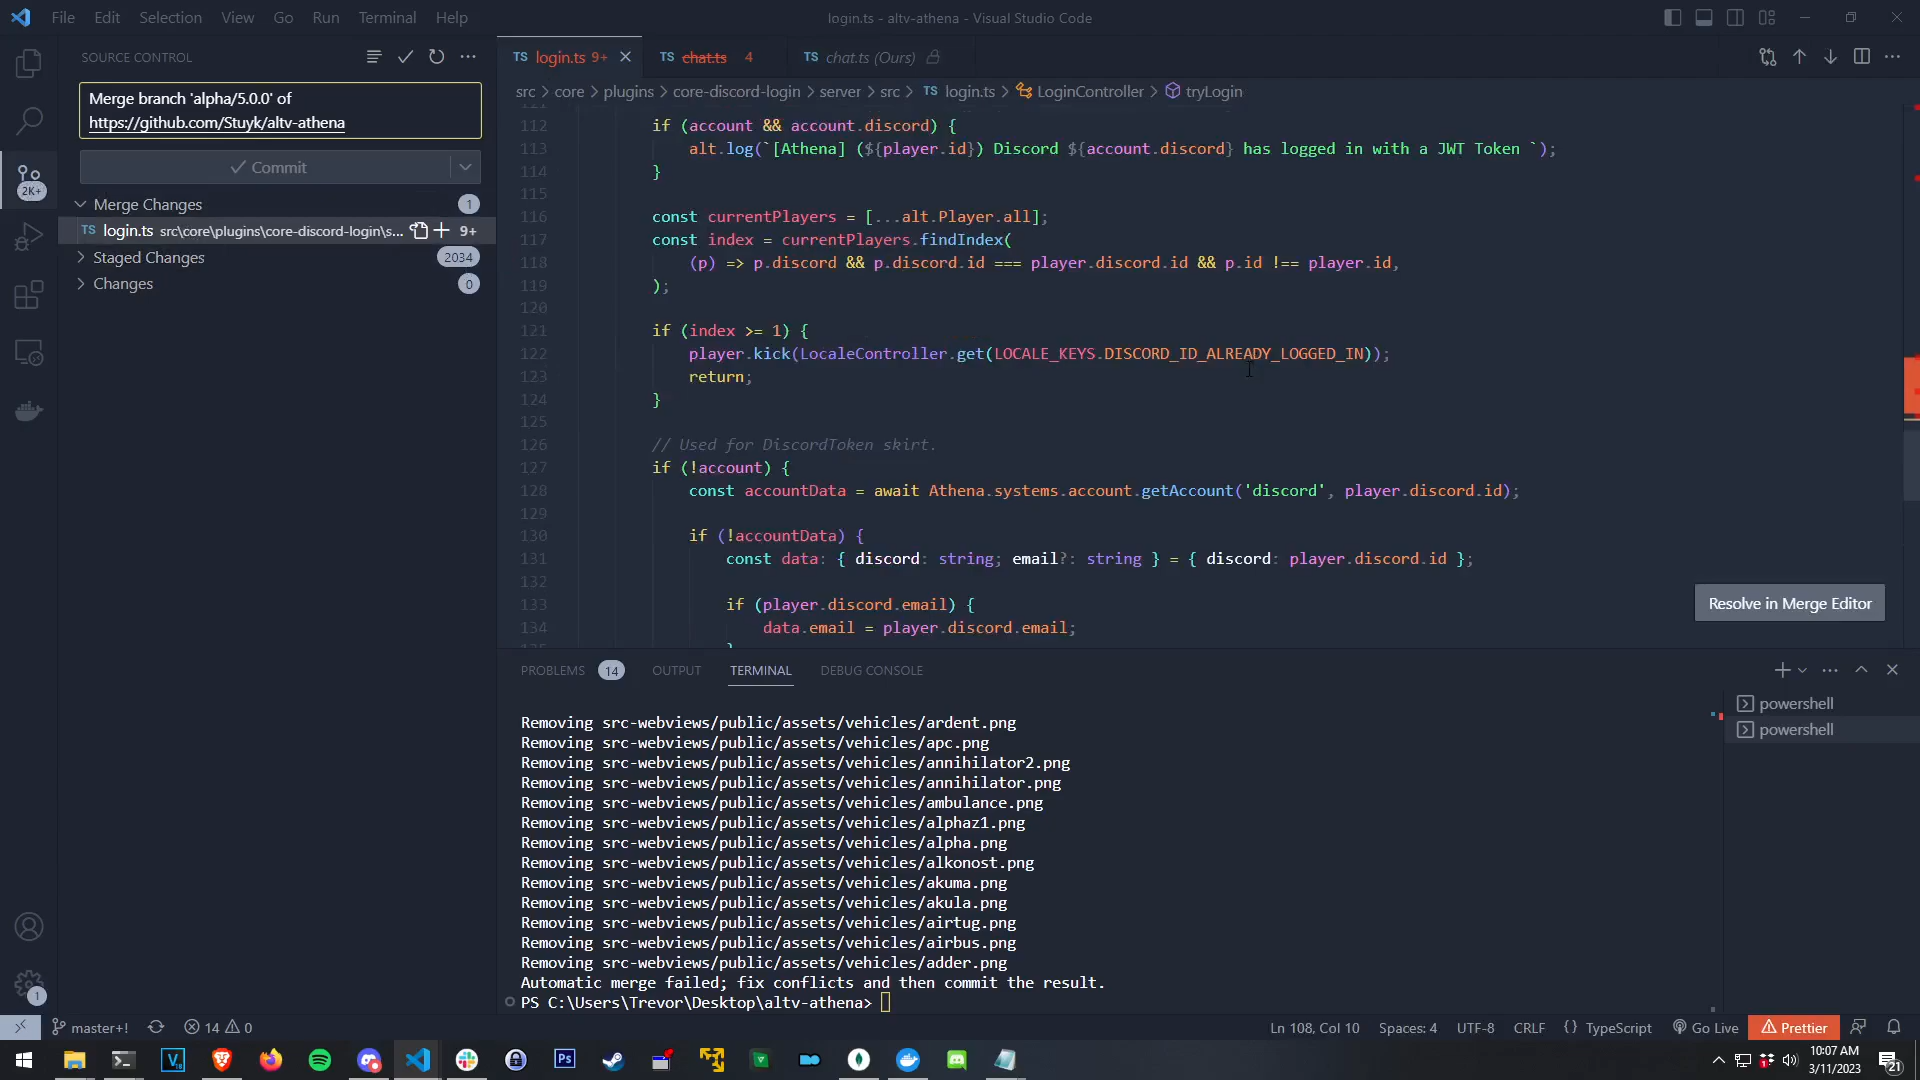 File Edit Selection View Go Run Terminal Help
login.ts - altv-athena - Visual Studio Code
SOURCE CONTROL
Merge branch 'alpha/5.0.0' of
https://github.com/Stuyk/altv-athena
Commit
Merge Changes 1
TS login.ts src\core\plugins\core-discord-login\s... 9+
Staged Changes 2034
Changes 0
2K+
1
TS login.ts 9+
TS chat.ts 4
TS chat.ts (Ours)
src > core > plugins > core-discord-login > server > src > TS login.ts > LoginController > tryLogin
112 if (account && account.discord) {
113 alt.log(`[Athena] (${player.id}) Discord ${account.discord} has logged in with a JWT Token `);
114 }
115
116 const currentPlayers = [...alt.Player.all];
117 const index = currentPlayers.findIndex(
118 (p) => p.discord && p.discord.id === player.discord.id && p.id !== player.id,
119 );
120
121 if (index >= 1) {
122 player.kick(LocaleController.get(LOCALE_KEYS.DISCORD_ID_ALREADY_LOGGED_IN));
123 return;
124 }
125
126 // Used for DiscordToken skirt.
127 if (!account) {
128 const accountData = await Athena.systems.account.getAccount('discord', player.discord.id);
129
130 if (!accountData) {
131 const data: { discord: string; email?: string } = { discord: player.discord.id };
132
133 if (player.discord.email) {
134 data.email = player.discord.email;
Resolve in Merge Editor
PROBLEMS 14 OUTPUT TERMINAL DEBUG CONSOLE
powershell
powershell
Removing src-webviews/public/assets/vehicles/ardent.png
Removing src-webviews/public/assets/vehicles/apc.png
Removing src-webviews/public/assets/vehicles/annihilator2.png
Removing src-webviews/public/assets/vehicles/annihilator.png
Removing src-webviews/public/assets/vehicles/ambulance.png
Removing src-webviews/public/assets/vehicles/alphaz1.png
Removing src-webviews/public/assets/vehicles/alpha.png
Removing src-webviews/public/assets/vehicles/alkonost.png
Removing src-webviews/public/assets/vehicles/akuma.png
Removing src-webviews/public/assets/vehicles/akula.png
Removing src-webviews/public/assets/vehicles/airtug.png
Removing src-webviews/public/assets/vehicles/airbus.png
Removing src-webviews/public/assets/vehicles/adder.png
Automatic merge failed; fix conflicts and then commit the result.
PS C:\Users\Trevor\Desktop\altv-athena>
master+! 14 0
Ln 108, Col 10 Spaces: 4 UTF-8 CRLF {} TypeScript Go Live Prettier
10:07 AM
3/11/2023
21